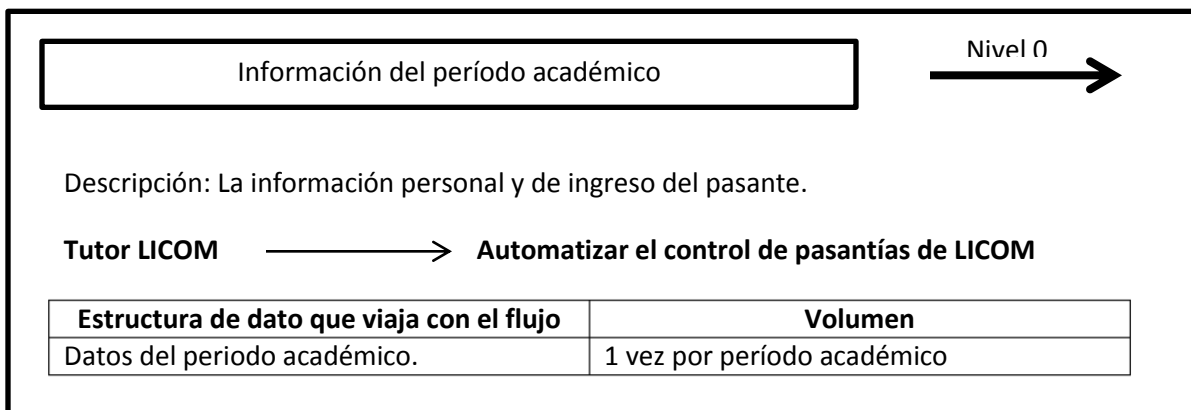 Información del período académico
Nivel 0
Descripción: La información personal y de ingreso del pasante.
Tutor LICOM Automatizar el control de pasantías de LICOM
Estructura de dato que viaja con el flujo Volumen
Datos del periodo académico. 1 vez por período académico